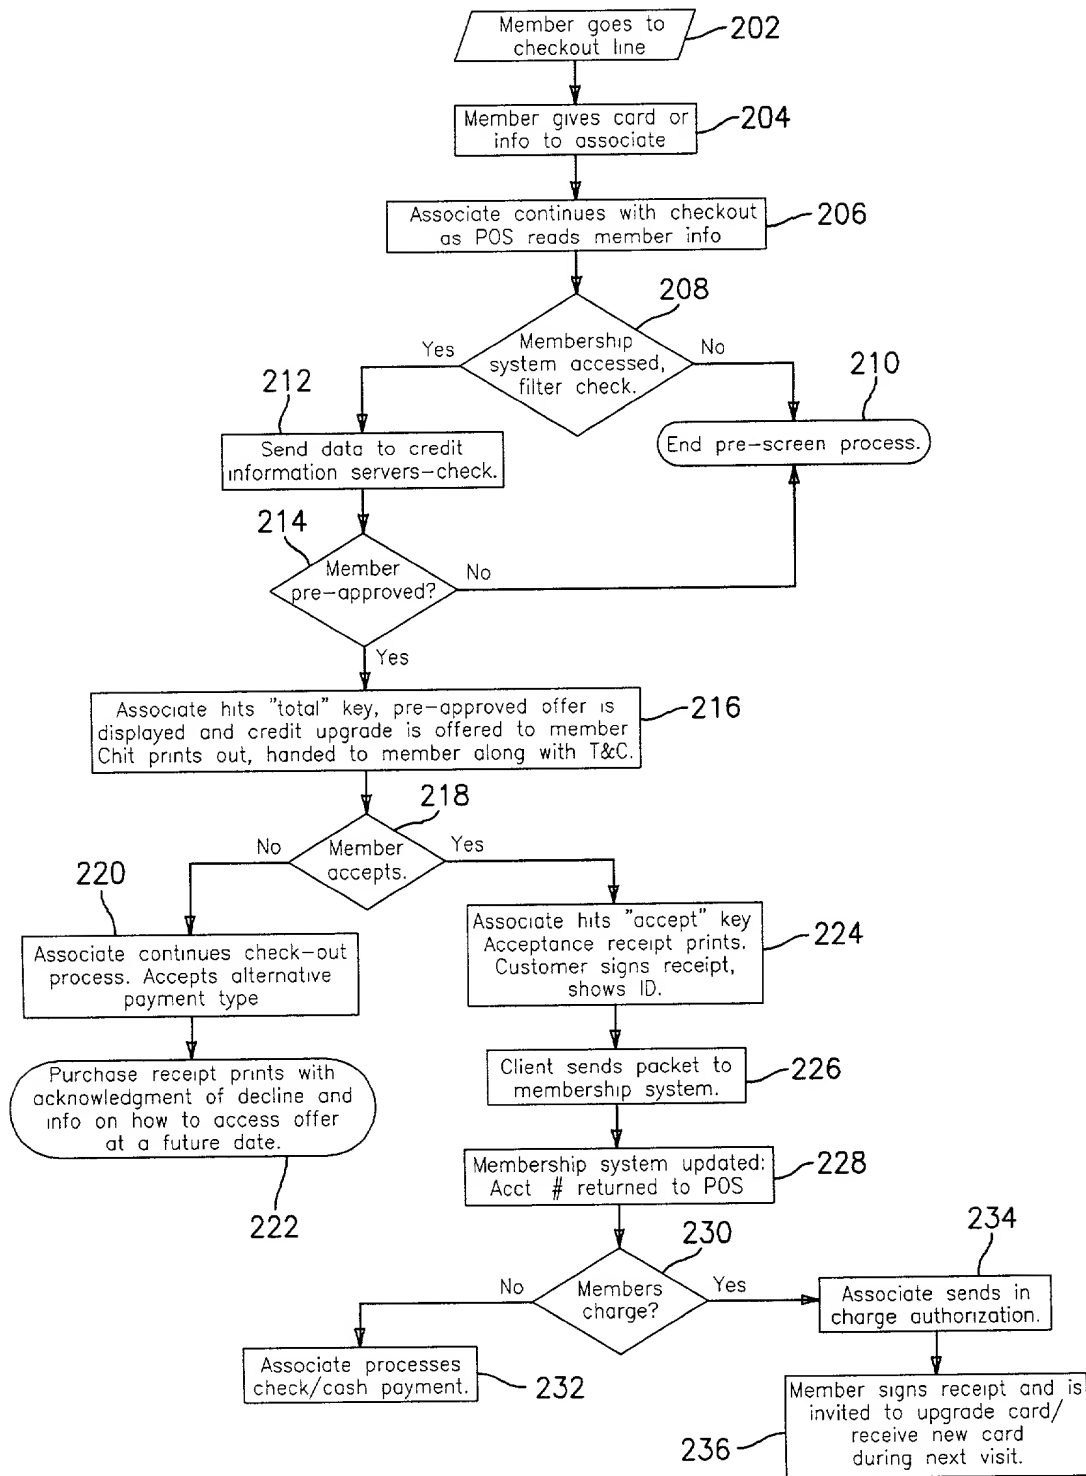 Member goes to
checkout line
202
Member gives card or
info to associate
204
Associate continues with checkout
as POS reads member info
206
208
Membership
system accessed,
filter check.
Yes
No
210
End pre-screen process.
212
Send data to credit
information servers-check.
214
Member
pre-approved?
No
Yes
Associate hits "total" key, pre-approved offer is
displayed and credit upgrade is offered to member
Chit prints out, handed to member along with T&C.
216
218
Member
accepts.
No
Yes
220
Associate continues check-out
process. Accepts alternative
payment type
Purchase receipt prints with
acknowledgment of decline and
info on how to access offer
at a future date.
222
Associate hits "accept" key
Acceptance receipt prints.
Customer signs receipt,
shows ID.
224
Client sends packet to
membership system.
226
Membership system updated:
Acct # returned to POS
228
230
Members
charge?
No
Yes
Associate processes
check/cash payment.
232
234
Associate sends in
charge authorization.
Member signs receipt and is
invited to upgrade card/
receive new card
during next visit.
236